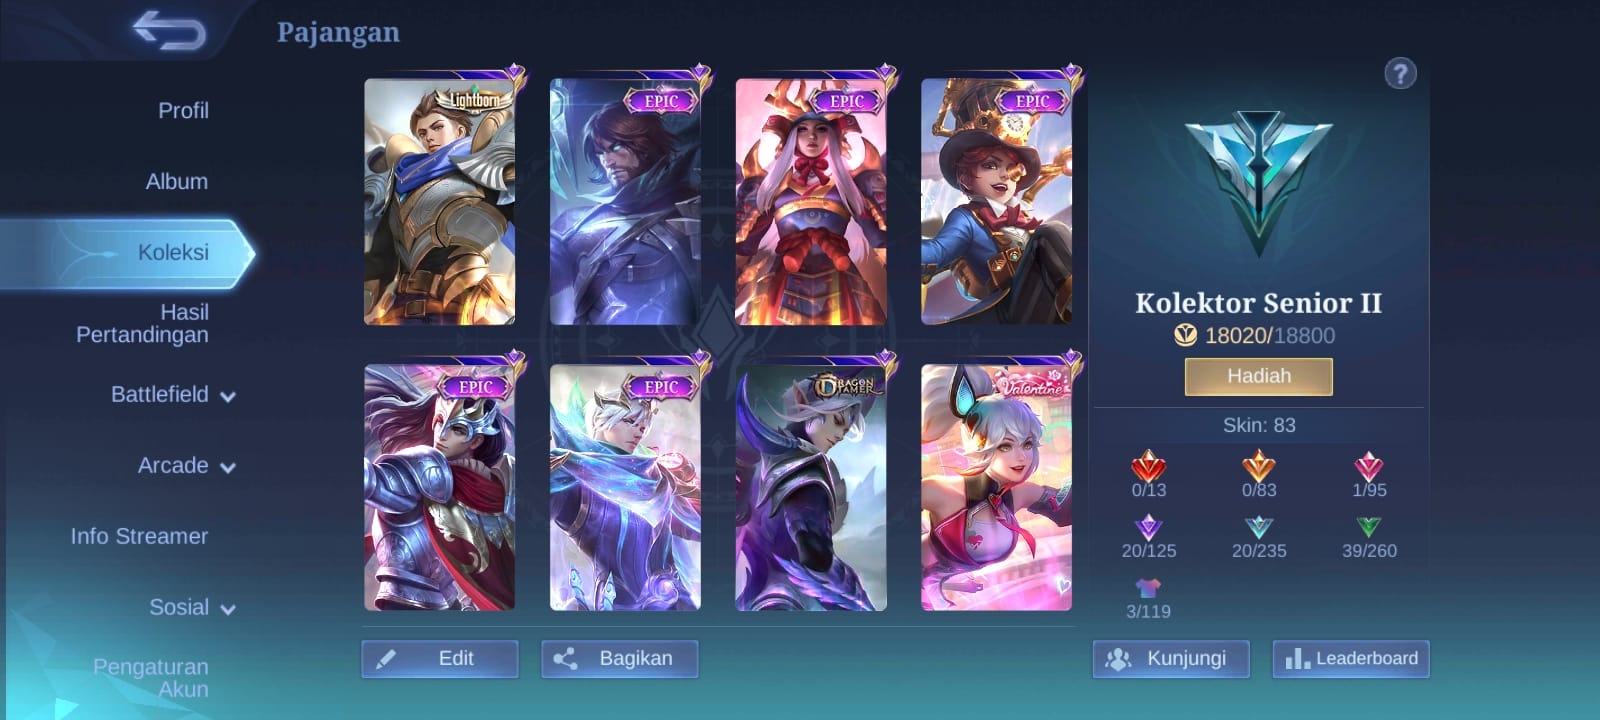 Pajangan
Profil
Album
Koleksi
Hasil
Pertandingan
Battlefield
Arcade
Info Streamer
Sosial
Pengaturan
Akun
Lightborn
EPIC
EPIC
EPIC
EPIC
EPIC
DRAGON
TAMER
Valentine
Edit
Bagikan
?
Kolektor Senior II
18020/18800
Hadiah
Skin: 83
0/13
0/83
1/95
20/125
20/235
39/260
3/119
Kunjungi
Leaderboard